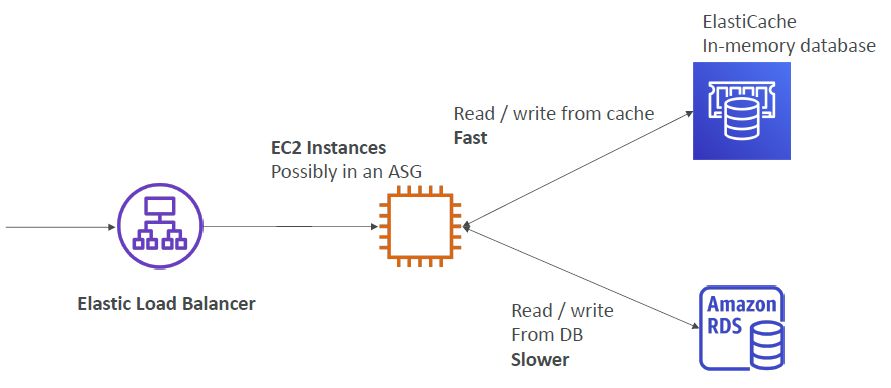 ElastiCache
In-memory database
Read / write from cache
Fast
EC2 Instances
Possibly in an ASG
Elastic Load Balancer
Read / write
From DB
Slower
Amazon
RDS